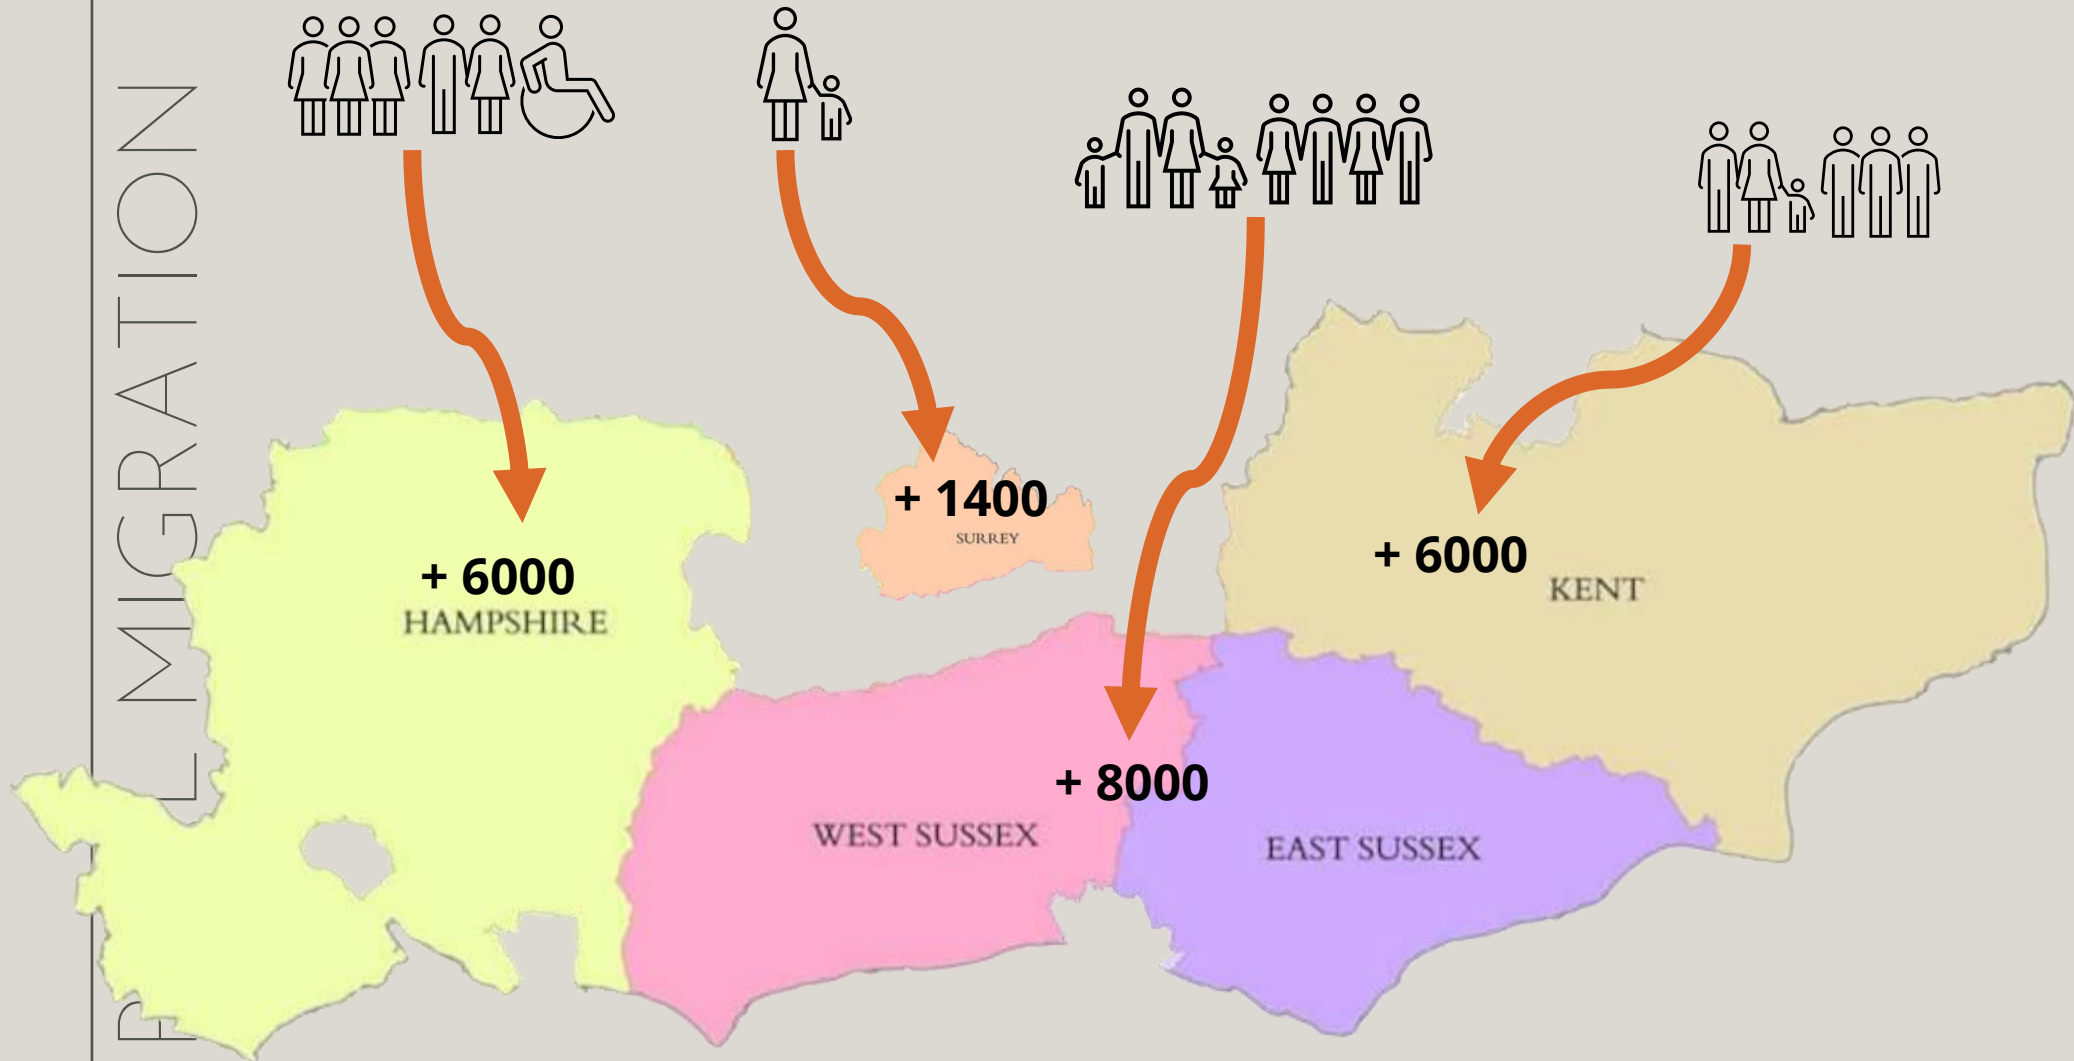 MIGRATION
+ 1400
SURREY
+ 6000
KENT
+ 6000
HAMPSHIRE
+ 8000
WEST SUSSEX
EAST SUSSEX